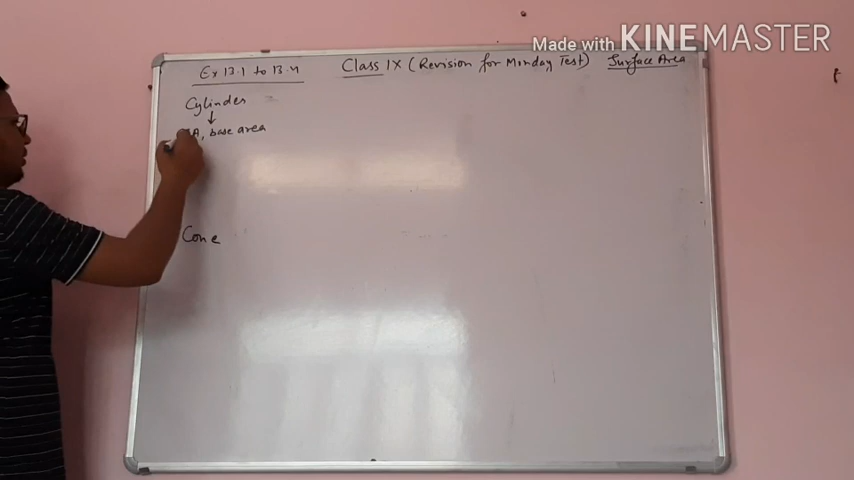 Made with KINEMASTER
Ex 13.1 to 13.4 Class IX (Revision for Monday Test) Surface Area
Cylinder
base area
Cone